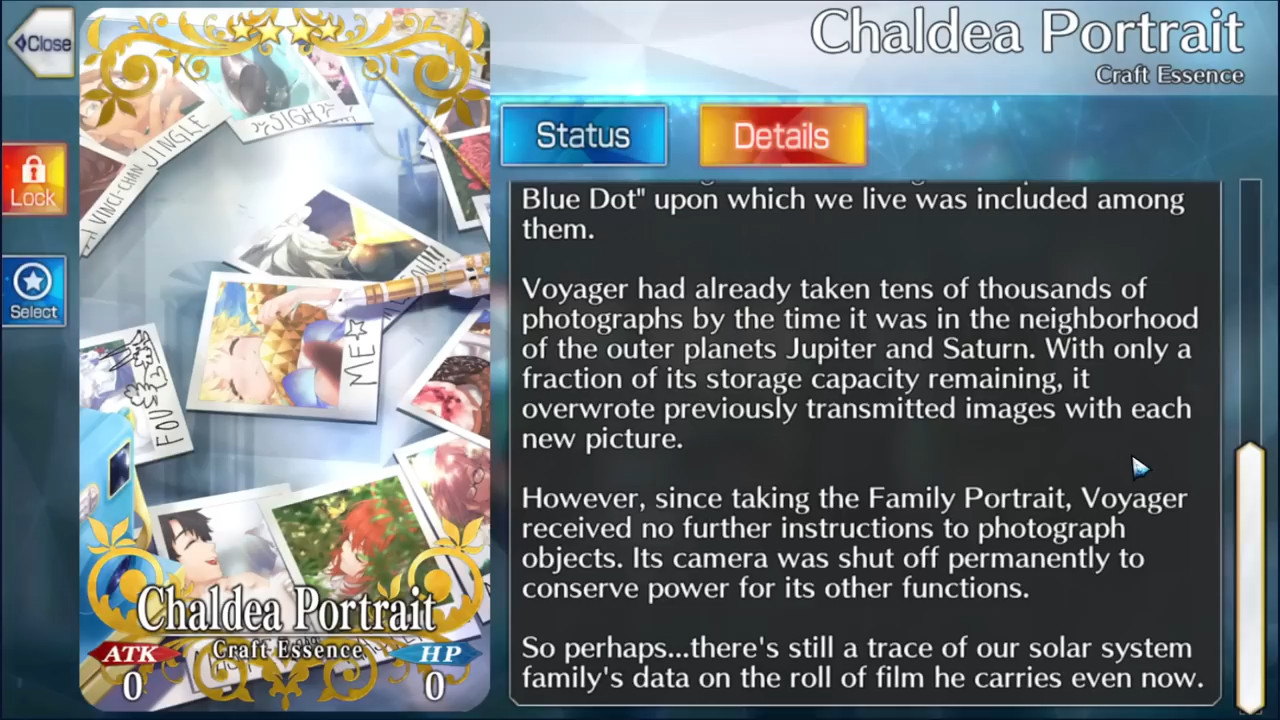 Close
Chaldea Portrait
Craft Essence
Status
Details
Lock
Select
VINCI-CHAN JINGLE
SIGH
ME☆
FOU
Chaldea Portrait
Craft Essence
ATK
HP
0
0
Blue Dot" upon which we live was included among
them.
Voyager had already taken tens of thousands of
photographs by the time it was in the neighborhood
of the outer planets Jupiter and Saturn. With only a
fraction of its storage capacity remaining, it
overwrote previously transmitted images with each
new picture.
However, since taking the Family Portrait, Voyager
received no further instructions to photograph
objects. Its camera was shut off permanently to
conserve power for its other functions.
So perhaps...there's still a trace of our solar system
family's data on the roll of film he carries even now.